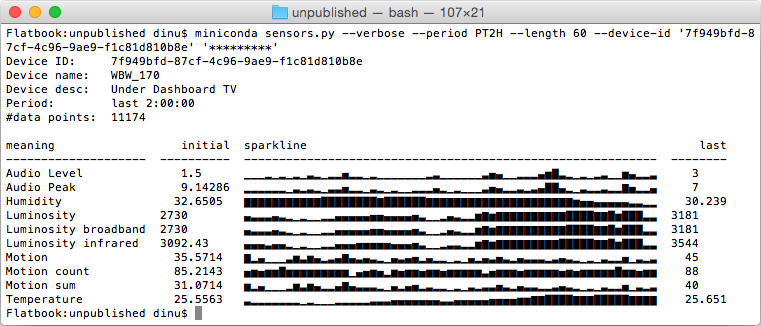 unpublished — bash — 107×21
Flatbook:unpublished dinu$ miniconda sensors.py --verbose --period PT2H --length 60 --device-id '7f949bfd-8
7cf-4c96-9ae9-f1c81d810b8e' '*********'
Device ID:     7f949bfd-87cf-4c96-9ae9-f1c81d810b8e
Device name:   WBW_170
Device desc:   Under Dashboard TV
Period:        last 2:00:00
#data points:  11174
meaning               initial  sparkline                                                     last
--------------------  ----------  ------------------------------------------------------------  --------
Audio Level           1.5     3
Audio Peak            9.14286     7
Humidity              32.6505     30.239
Luminosity            2730     3181
Luminosity broadband  2730     3181
Luminosity infrared   3092.43     3544
Motion                35.5714     45
Motion count          85.2143     88
Motion sum            31.0714     40
Temperature           25.5563     25.651
Flatbook:unpublished dinu$